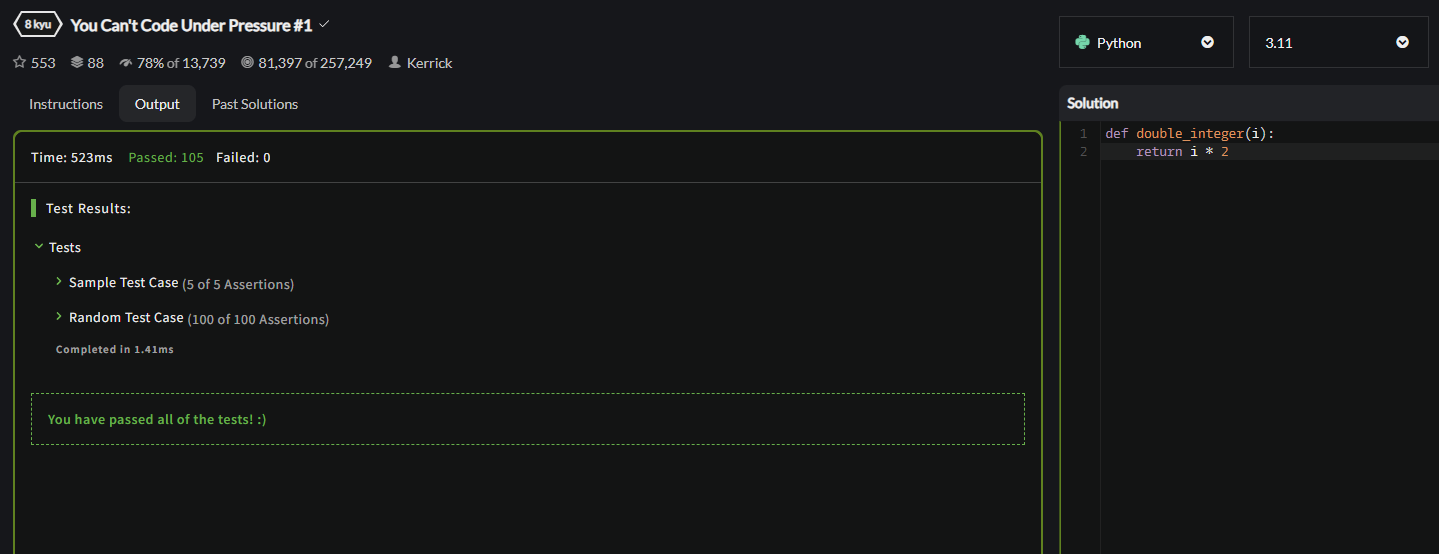 8 kyu You Can't Code Under Pressure #1
553 88 78% of 13,739 81,397 of 257,249 Kerrick
Python 3.11
Instructions Output Past Solutions
Time: 523ms Passed: 105 Failed: 0
Test Results:
Tests
Sample Test Case (5 of 5 Assertions)
Random Test Case (100 of 100 Assertions)
Completed in 1.41ms
You have passed all of the tests! :)
Solution
1 def double_integer(i):
2     return i * 2